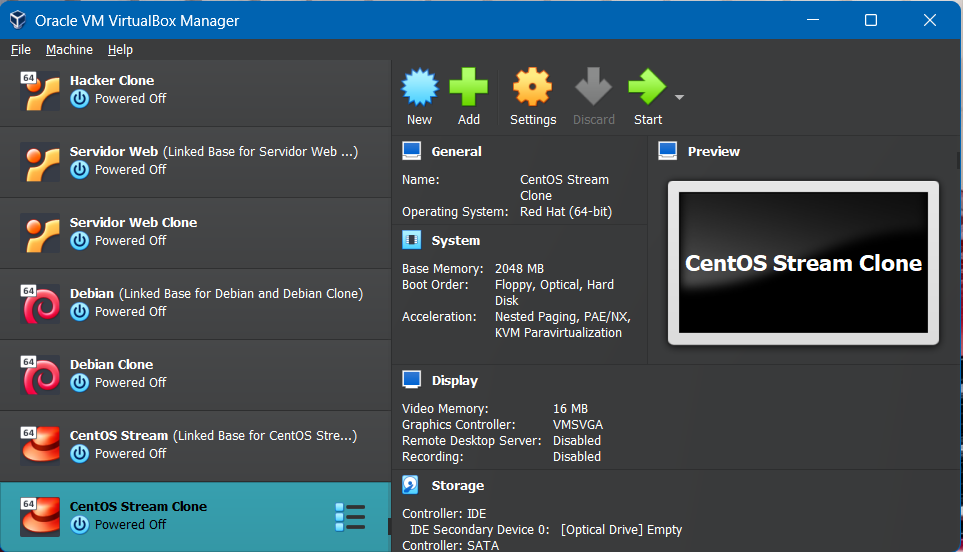 Oracle VM VirtualBox Manager
File Machine Help
64 Hacker Clone
Powered Off
Servidor Web (Linked Base for Servidor Web ...)
Powered Off
Servidor Web Clone
Powered Off
64 Debian (Linked Base for Debian and Debian Clone)
Powered Off
64 Debian Clone
Powered Off
64 CentOS Stream (Linked Base for CentOS Stre...)
Powered Off
64 CentOS Stream Clone
Powered Off
New Add Settings Discard Start
General
Name: CentOS Stream
Clone
Operating System: Red Hat (64-bit)
System
Base Memory: 2048 MB
Boot Order: Floppy, Optical, Hard
Disk
Acceleration: Nested Paging, PAE/NX,
KVM Paravirtualization
Preview
CentOS Stream Clone
Display
Video Memory: 16 MB
Graphics Controller: VMSVGA
Remote Desktop Server: Disabled
Recording: Disabled
Storage
Controller: IDE
IDE Secondary Device 0: [Optical Drive] Empty
Controller: SATA